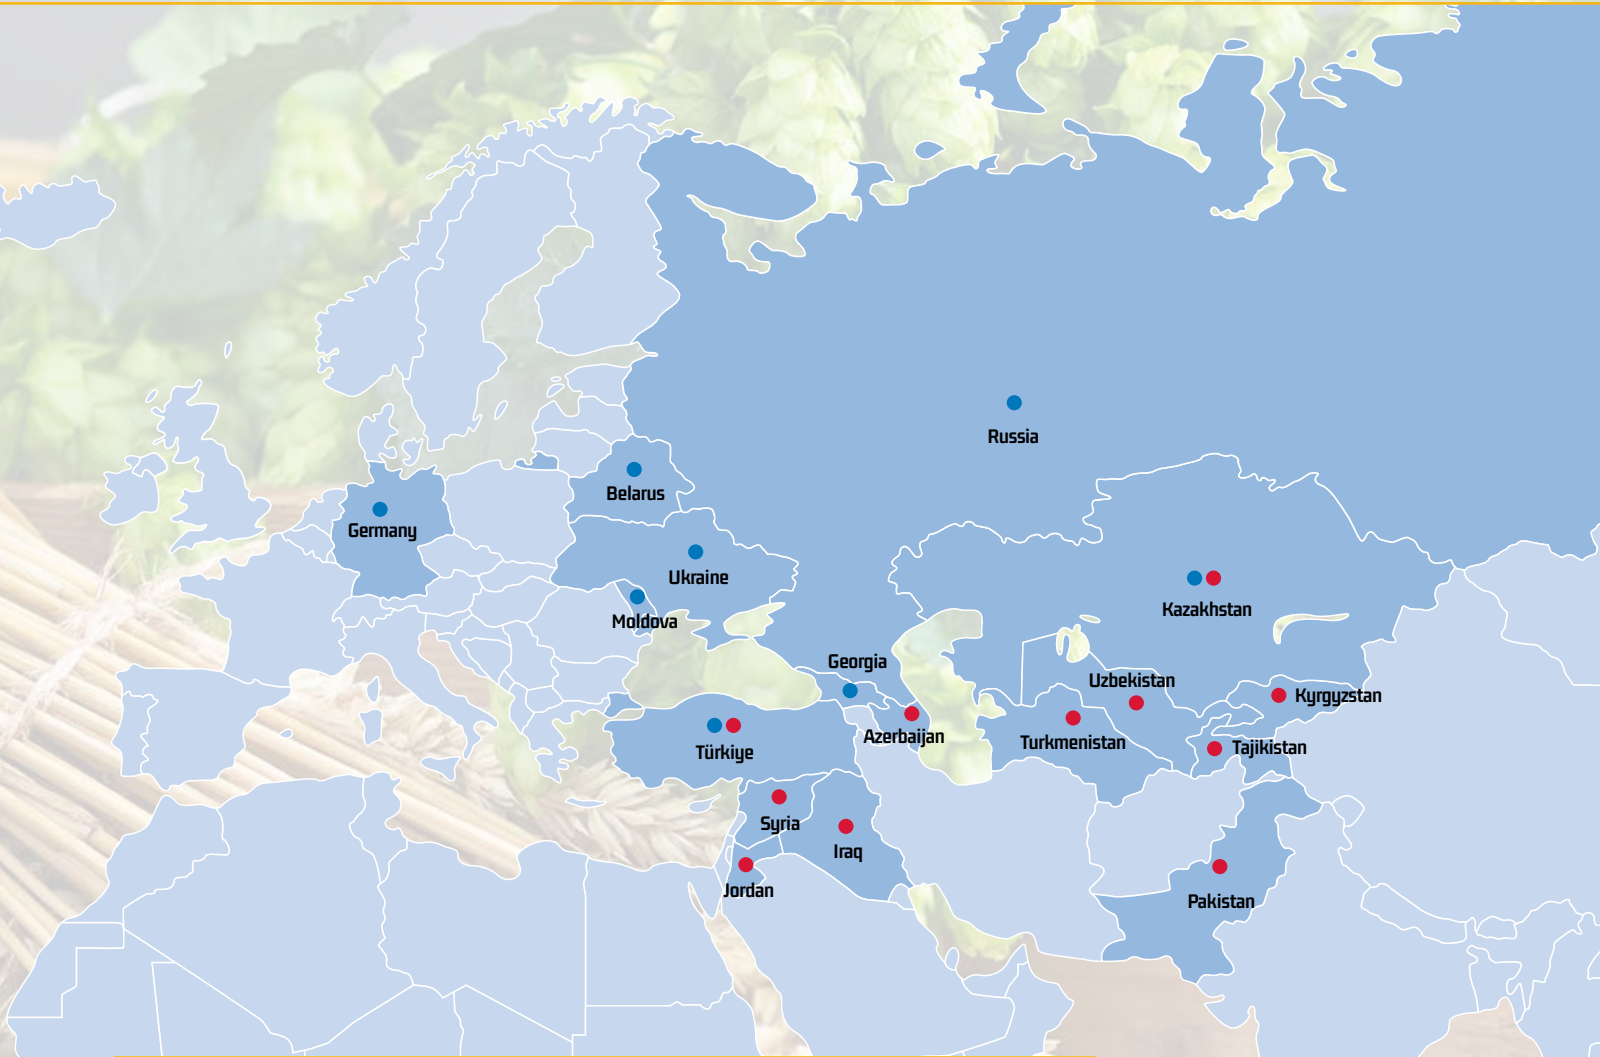 Russia
Belarus
Germany
Ukraine
Kazakhstan
Moldova
Georgia
Uzbekistan
Kyrgyzstan
Azerbaijan
Turkmenistan
Tajikistan
Türkiye
Syria
Iraq
Jordan
Pakistan